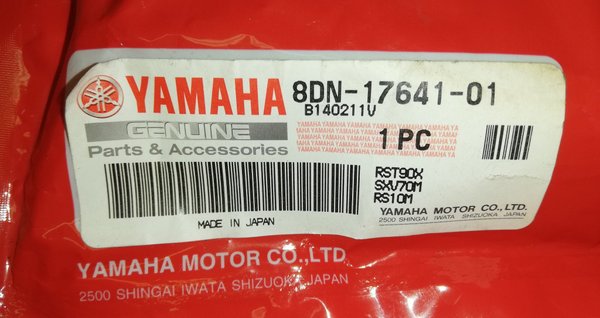 YAMAHA 8DN-17641-01
B140211V
GENUINE
Parts & Accessories
1 PC
RST90X
SXV70M
RS10M
MADE IN JAPAN
YAMAHA MOTOR CO.,LTD.
2500 SHINGAI IWATA SHIZUOKA JAPAN
YAMAHA MOTOR CO.,LTD.
2500 SHINGAI IWATA SHIZUOKA JAPAN